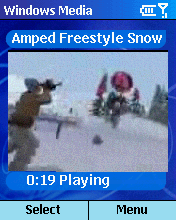 Windows Media
Amped Freestyle Snow
0:19 Playing
Select
Menu